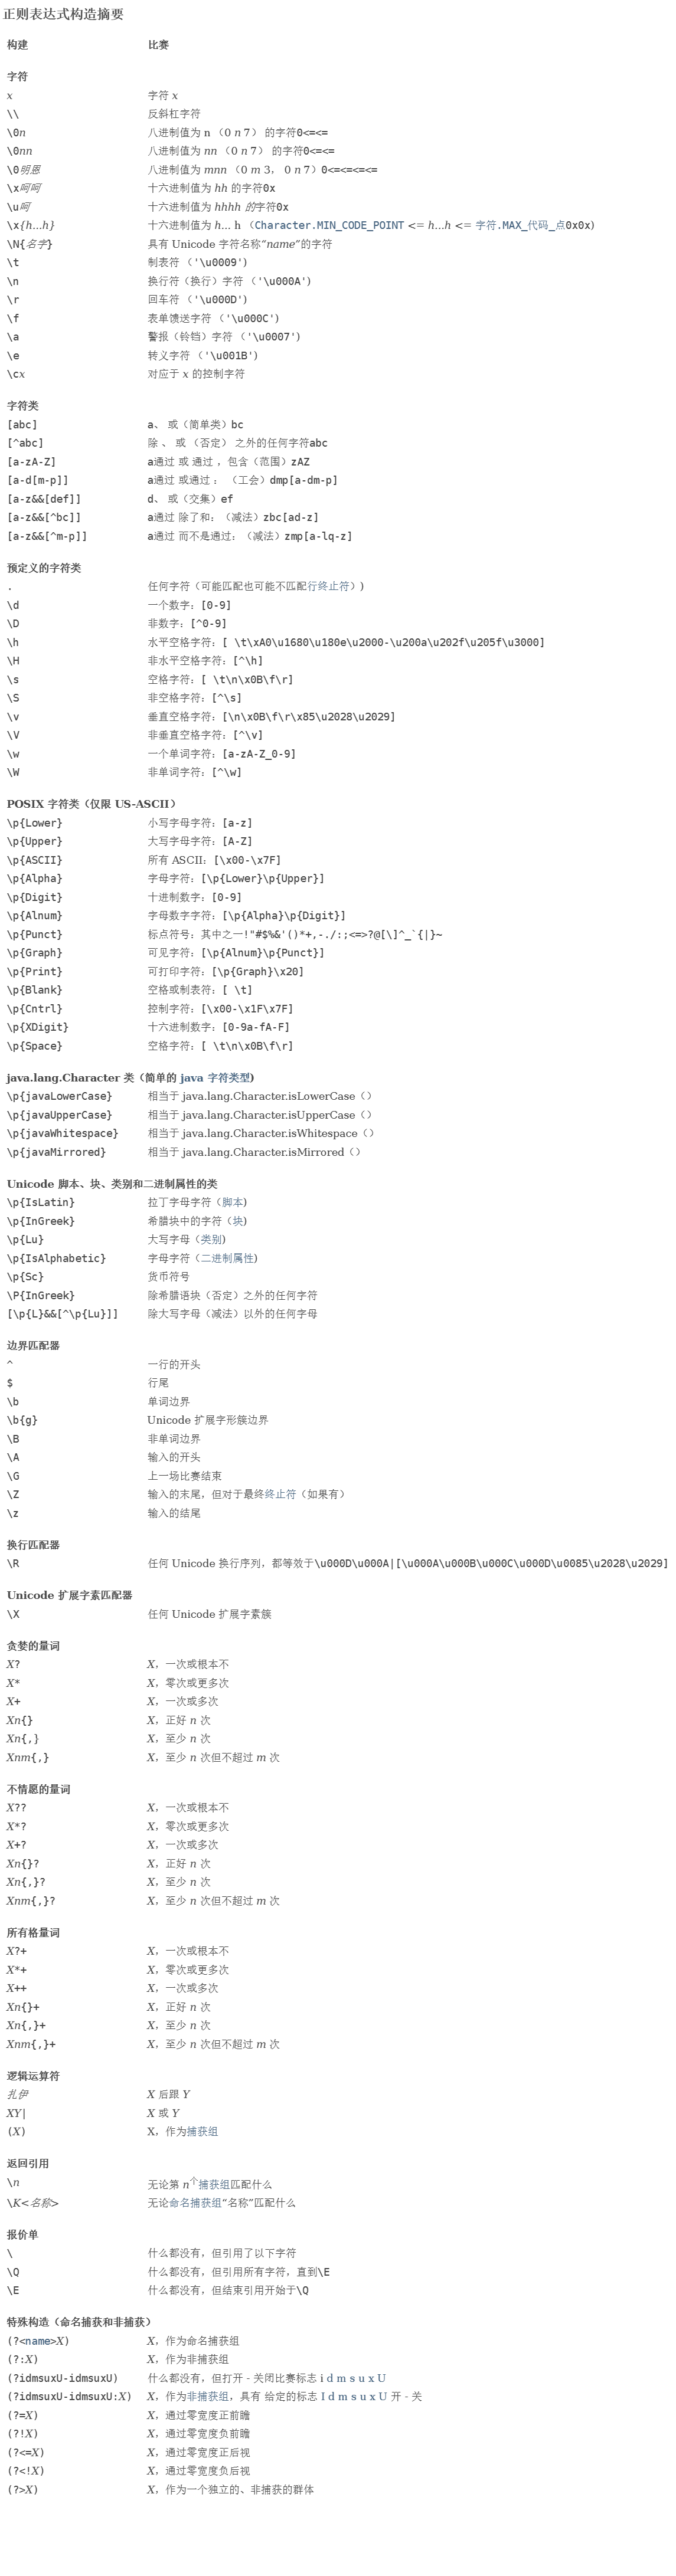 正则表达式构造摘要
构建 比赛
字符
x 字符 x
\\ 反斜杠字符
\0n 八进制值为 n （0 n 7） 的字符0<=<=
\0nn 八进制值为 nn （0 n 7） 的字符0<=<=
\0明恩 八进制值为 mnn （0 m 3， 0 n 7）0<=<=<=<=
\x呵呵 十六进制值为 hh 的字符0x
\u呵 十六进制值为 hhhh 的字符0x
\x{h...h} 十六进制值为 h... h （Character.MIN_CODE_POINT <= h...h <= 字符.MAX_代码_点0x0x)
\N{名字} 具有 Unicode 字符名称“name”的字符
\t 制表符 （'\u0009')
\n 换行符（换行）字符 （'\u000A')
\r 回车符 （'\u000D')
\f 表单馈送字符 （'\u000C')
\a 警报（铃铛）字符 （'\u0007')
\e 转义字符 （'\u001B')
\cx 对应于 x 的控制字符
字符类
[abc] a、 或（简单类）bc
[^abc] 除 、 或 （否定） 之外的任何字符abc
[a-zA-Z] a通过 或 通过 ，包含（范围）zAZ
[a-d[m-p]] a通过 或通过 ： （工会）dmp[a-dm-p]
[a-z&&[def]] d、 或（交集）ef
[a-z&&[^bc]] a通过 除了和：（减法）zbc[ad-z]
[a-z&&[^m-p]] a通过 而不是通过：（减法）zmp[a-lq-z]
预定义的字符类
. 任何字符（可能匹配也可能不匹配行终止符）)
\d 一个数字：[0-9]
\D 非数字：[^0-9]
\h 水平空格字符：[ \t\xA0\u1680\u180e\u2000-\u200a\u202f\u205f\u3000]
\H 非水平空格字符：[^\h]
\s 空格字符：[ \t\n\x0B\f\r]
\S 非空格字符：[^\s]
\v 垂直空格字符：[\n\x0B\f\r\x85\u2028\u2029]
\V 非垂直空格字符：[^\v]
\w 一个单词字符：[a-zA-Z_0-9]
\W 非单词字符：[^\w]
POSIX 字符类（仅限 US-ASCII）
\p{Lower} 小写字母字符：[a-z]
\p{Upper} 大写字母字符：[A-Z]
\p{ASCII} 所有 ASCII：[\x00-\x7F]
\p{Alpha} 字母字符：[\p{Lower}\p{Upper}]
\p{Digit} 十进制数字：[0-9]
\p{Alnum} 字母数字字符：[\p{Alpha}\p{Digit}]
\p{Punct} 标点符号：其中之一!"#$%&'()*+,-./:;<=>?@[\]^_`{|}~
\p{Graph} 可见字符：[\p{Alnum}\p{Punct}]
\p{Print} 可打印字符：[\p{Graph}\x20]
\p{Blank} 空格或制表符：[ \t]
\p{Cntrl} 控制字符：[\x00-\x1F\x7F]
\p{XDigit} 十六进制数字：[0-9a-fA-F]
\p{Space} 空格字符：[ \t\n\x0B\f\r]
java.lang.Character 类（简单的 java 字符类型)
\p{javaLowerCase} 相当于 java.lang.Character.isLowerCase（）
\p{javaUpperCase} 相当于 java.lang.Character.isUpperCase（）
\p{javaWhitespace} 相当于 java.lang.Character.isWhitespace（）
\p{javaMirrored} 相当于 java.lang.Character.isMirrored（）
Unicode 脚本、块、类别和二进制属性的类
\p{IsLatin} 拉丁字母字符（脚本)
\p{InGreek} 希腊块中的字符（块)
\p{Lu} 大写字母（类别)
\p{IsAlphabetic} 字母字符（二进制属性)
\p{Sc} 货币符号
\P{InGreek} 除希腊语块（否定）之外的任何字符
[\p{L}&&[^\p{Lu}]] 除大写字母（减法）以外的任何字母
边界匹配器
^ 一行的开头
$ 行尾
\b 单词边界
\b{g} Unicode 扩展字形簇边界
\B 非单词边界
\A 输入的开头
\G 上一场比赛结束
\Z 输入的末尾，但对于最终终止符（如果有）
\z 输入的结尾
换行匹配器
\R 任何 Unicode 换行序列，都等效于\u000D\u000A|[\u000A\u000B\u000C\u000D\u0085\u2028\u2029]
Unicode 扩展字素匹配器
\X 任何 Unicode 扩展字素簇
贪婪的量词
X? X，一次或根本不
X* X，零次或更多次
X+ X，一次或多次
Xn{} X，正好 n 次
Xn{,} X，至少 n 次
Xnm{,} X，至少 n 次但不超过 m 次
不情愿的量词
X?? X，一次或根本不
X*? X，零次或更多次
X+? X，一次或多次
Xn{}? X，正好 n 次
Xn{,}? X，至少 n 次
Xnm{,}? X，至少 n 次但不超过 m 次
所有格量词
X?+ X，一次或根本不
X*+ X，零次或更多次
X++ X，一次或多次
Xn{}+ X，正好 n 次
Xn{,}+ X，至少 n 次
Xnm{,}+ X，至少 n 次但不超过 m 次
逻辑运算符
扎伊 X 后跟 Y
XY| X 或 Y
(X) X，作为捕获组
返回引用
\n 无论第 n个捕获组匹配什么
\K<名称> 无论命名捕获组“名称”匹配什么
报价单
\ 什么都没有，但引用了以下字符
\Q 什么都没有，但引用所有字符，直到\E
\E 什么都没有，但结束引用开始于\Q
特殊构造（命名捕获和非捕获）
(?<name>X) X，作为命名捕获组
(?:X) X，作为非捕获组
(?idmsuxU-idmsuxU) 什么都没有，但打开 - 关闭比赛标志 i d m s u x U
(?idmsuxU-idmsuxU:X) X，作为非捕获组，具有 给定的标志 I d m s u x U 开 - 关
(?=X) X，通过零宽度正前瞻
(?!X) X，通过零宽度负前瞻
(?<=X) X，通过零宽度正后视
(?<!X) X，通过零宽度负后视
(?>X) X，作为一个独立的、非捕获的群体